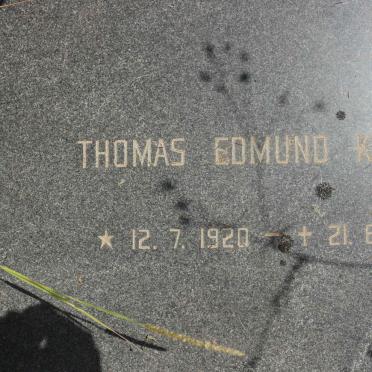 THOMAS EDMUND
★ 12. 7. 1920 – ✝ 21.